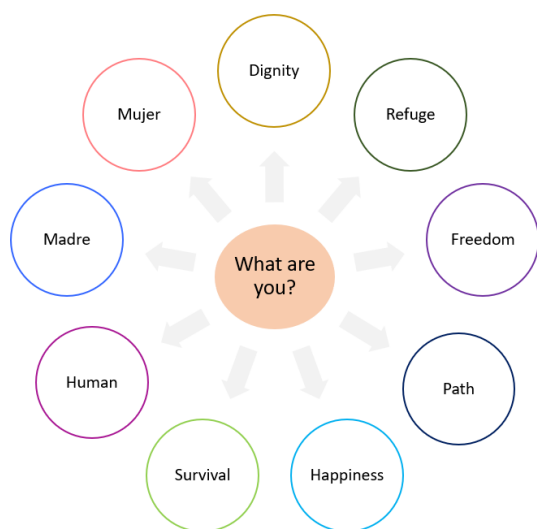 Dignity
Mujer
Refuge
Madre
Freedom
What are
you?
Human
Path
Survival
Happiness